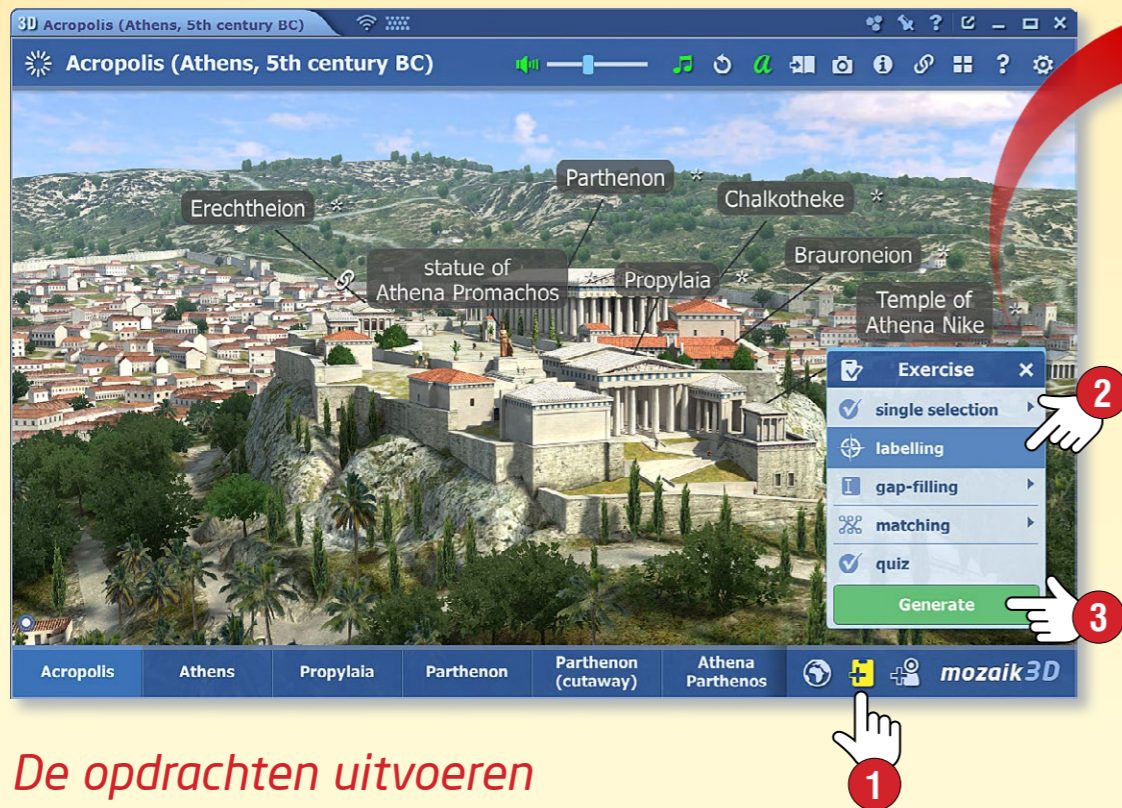 3D Acropolis (Athens, 5th century BC)
?
Acropolis (Athens, 5th century BC)
a
?
Parthenon
Chalkotheke
Erechtheion
Brauroneion
statue of
Athena Promachos
Propylaia
Temple of
Athena Nike
Exercise
single selection
2
labelling
gap-filling
matching
quiz
Generate
3
Acropolis
Athens
Propylaia
Parthenon
Parthenon
(cutaway)
Athena
Parthenos
mozaik3D
De opdrachten uitvoeren
1